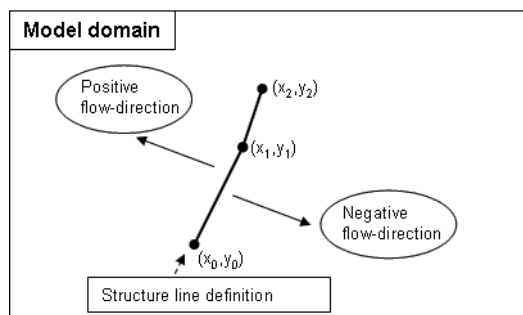 Model domain
Positive
flow-direction
(x₂,y₂)
(x₁,y₁)
Negative
flow-direction
(x₀,y₀)
Structure line definition